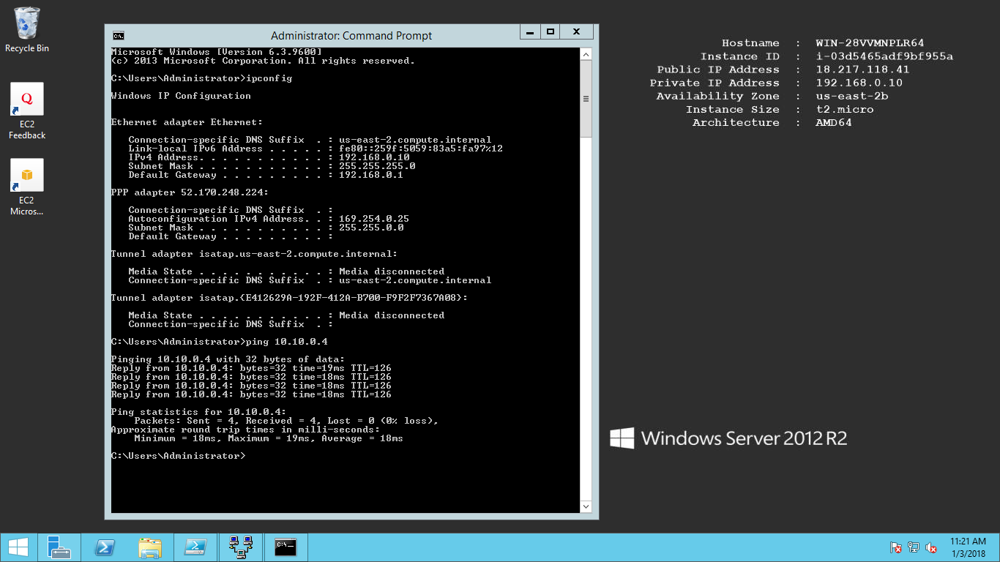 Recycle Bin
EC2
Feedback
EC2
Micros...
Administrator: Command Prompt
Microsoft Windows [Version 6.3.9600]
(c) 2013 Microsoft Corporation. All rights reserved.
C:\Users\Administrator>ipconfig
Windows IP Configuration
Ethernet adapter Ethernet:
Connection-specific DNS Suffix  . : us-east-2.compute.internal
Link-local IPv6 Address . . . . . : fe80::259f:5059:83a5:fa97%12
IPv4 Address. . . . . . . . . . . : 192.168.0.10
Subnet Mask . . . . . . . . . . . : 255.255.255.0
Default Gateway . . . . . . . . . : 192.168.0.1
PPP adapter 52.170.248.224:
Connection-specific DNS Suffix  . :
Autoconfiguration IPv4 Address. . : 169.254.0.25
Subnet Mask . . . . . . . . . . . : 255.255.0.0
Default Gateway . . . . . . . . . :
Tunnel adapter isatap.us-east-2.compute.internal:
Media State . . . . . . . . . . . : Media disconnected
Connection-specific DNS Suffix  . : us-east-2.compute.internal
Tunnel adapter isatap.{E412629A-192F-412A-B700-F9F2F7367A08}:
Media State . . . . . . . . . . . : Media disconnected
Connection-specific DNS Suffix  . :
C:\Users\Administrator>ping 10.10.0.4
Pinging 10.10.0.4 with 32 bytes of data:
Reply from 10.10.0.4: bytes=32 time=19ms TTL=126
Reply from 10.10.0.4: bytes=32 time=18ms TTL=126
Reply from 10.10.0.4: bytes=32 time=18ms TTL=126
Reply from 10.10.0.4: bytes=32 time=18ms TTL=126
Ping statistics for 10.10.0.4:
Packets: Sent = 4, Received = 4, Lost = 0 (0% loss),
Approximate round trip times in milli-seconds:
Minimum = 18ms, Maximum = 19ms, Average = 18ms
C:\Users\Administrator>
Hostname : WIN-28VVMNPLR64
Instance ID : i-03d5465adf9bf955a
Public IP Address : 18.217.118.41
Private IP Address : 192.168.0.10
Availability Zone : us-east-2b
Instance Size : t2.micro
Architecture : AMD64
Windows Server 2012 R2
11:21 AM
1/3/2018